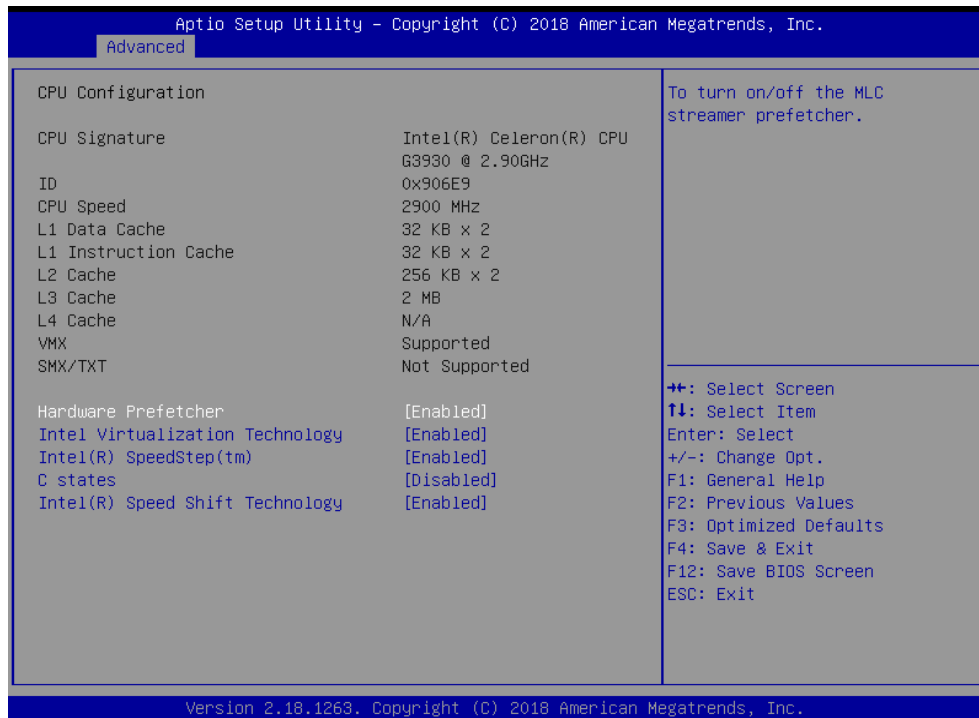 Aptio Setup Utility – Copyright (C) 2018 American Megatrends, Inc.
Advanced
CPU Configuration
CPU Signature Intel(R) Celeron(R) CPU
G3930 @ 2.90GHz
ID 0x906E9
CPU Speed 2900 MHz
L1 Data Cache 32 KB x 2
L1 Instruction Cache 32 KB x 2
L2 Cache 256 KB x 2
L3 Cache 2 MB
L4 Cache N/A
VMX Supported
SMX/TXT Not Supported
Hardware Prefetcher [Enabled]
Intel Virtualization Technology [Enabled]
Intel(R) SpeedStep(tm) [Enabled]
C states [Disabled]
Intel(R) Speed Shift Technology [Enabled]
To turn on/off the MLC
streamer prefetcher.
→←: Select Screen
↑↓: Select Item
Enter: Select
+/-: Change Opt.
F1: General Help
F2: Previous Values
F3: Optimized Defaults
F4: Save & Exit
F12: Save BIOS Screen
ESC: Exit
Version 2.18.1263. Copyright (C) 2018 American Megatrends, Inc.